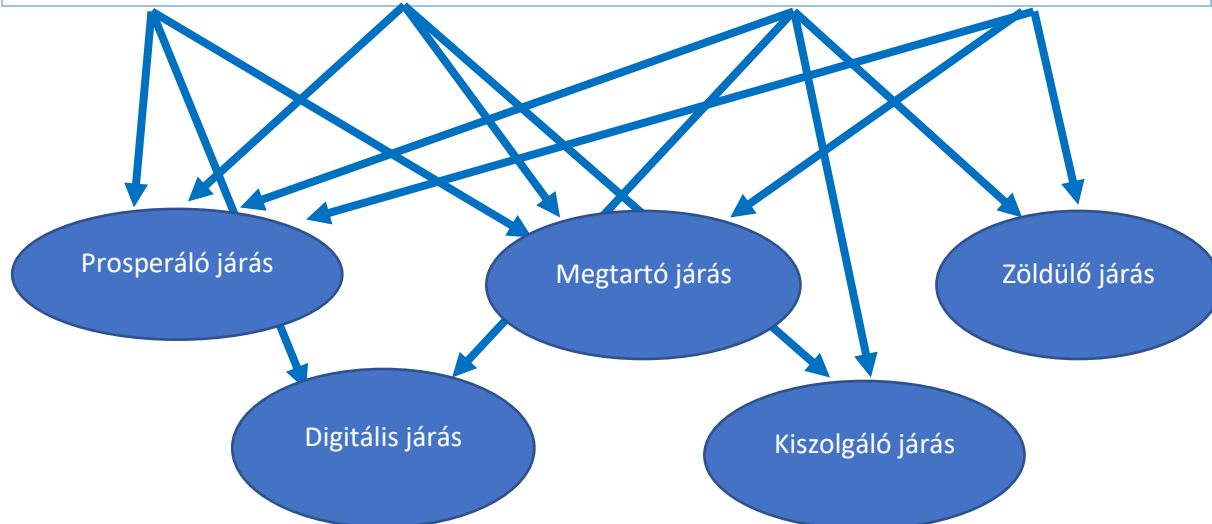 Prosperáló járás
Megtartó járás
Zöldülő járás
Digitális járás
Kiszolgáló járás